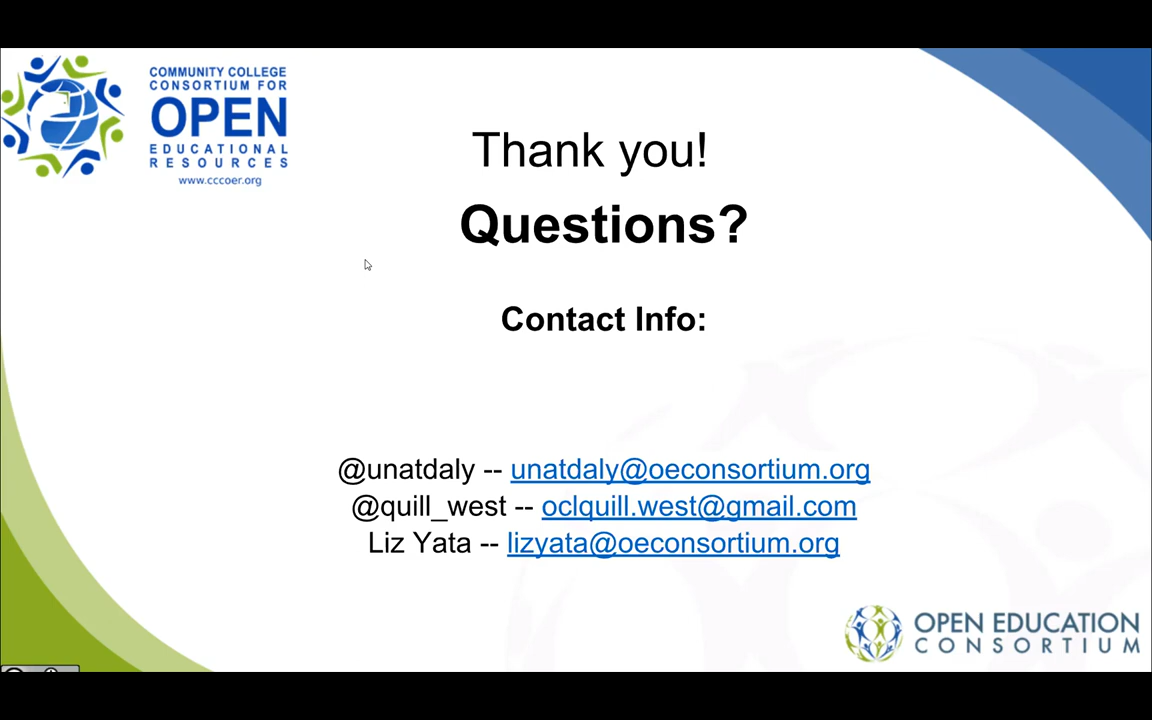 COMMUNITY COLLEGE
CONSORTIUM FOR
OPEN
EDUCATIONAL
RESOURCES
www.cccoer.org
Thank you!
Questions?
Contact Info:
@unatdaly -- unatdaly@oeconsortium.org
@quill_west -- oclquill.west@gmail.com
Liz Yata -- lizyata@oeconsortium.org
OPEN EDUCATION
CONSORTIUM